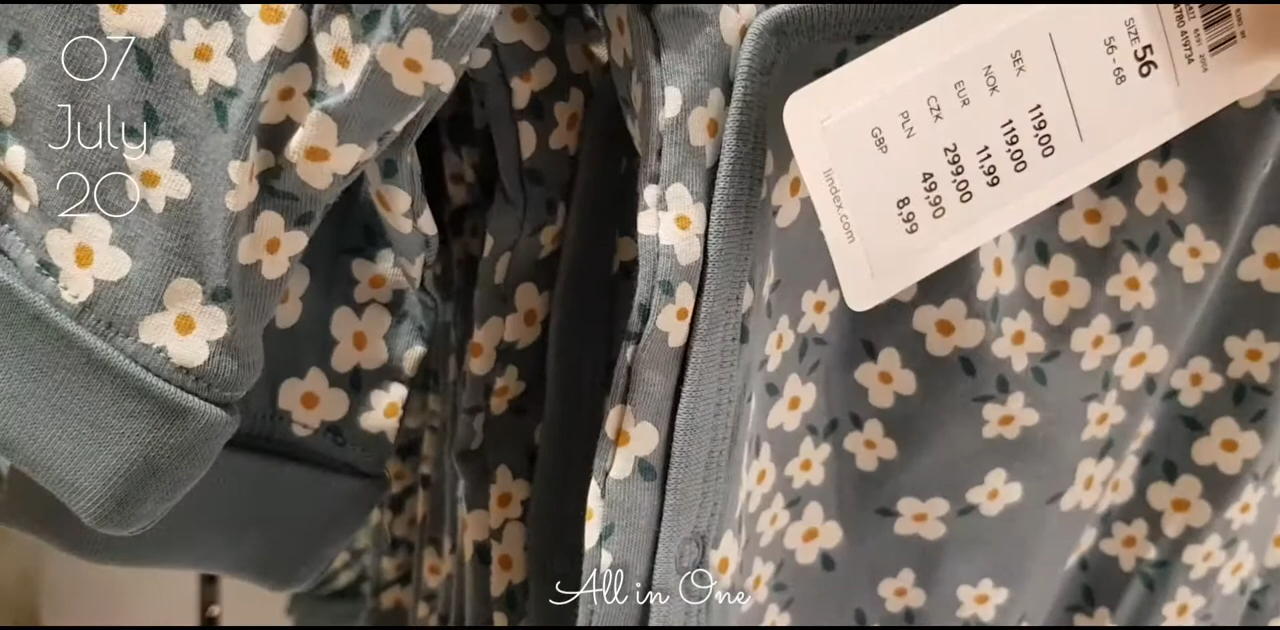 07
July
20
SIZE 56
56 - 68
SEK 119,00
NOK 119,00
EUR 11,99
CZK 299,00
PLN 49,90
GBP 8,99
lindex.com
All in One